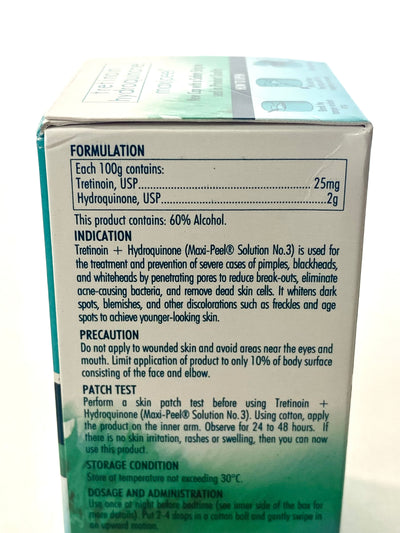 Tretinoin
hydroquinone
maxi-peel
FORMULATION
Each 100g contains:
Tretinoin, USP..................................................25mg
Hydroquinone, USP..................................................2g
This product contains: 60% Alcohol.
INDICATION
Tretinoin + Hydroquinone (Maxi-Peel® Solution No.3) is used for
the treatment and prevention of severe cases of pimples, blackheads,
and whiteheads by penetrating pores to reduce break-outs, eliminate
acne-causing bacteria, and remove dead skin cells. It whitens dark
spots, blemishes, and other discolorations such as freckles and age
spots to achieve younger-looking skin.
PRECAUTION
Do not apply to wounded skin and avoid areas near the eyes and
mouth. Limit application of product to only 10% of body surface
consisting of the face and elbow.
PATCH TEST
Perform a skin patch test before using Tretinoin +
Hydroquinone (Maxi-Peel® Solution No.3). Using cotton, apply
the product on the inner arm. Observe for 24 to 48 hours. If
there is no skin irritation, rashes or swelling, then you can now
use this product.
STORAGE CONDITION
Store at temperature not exceeding 30°C.
DOSAGE AND ADMINISTRATION
Use once at night before bedtime (see inner side of the box for
more details). Put 2-4 drops in a cotton ball and gently swipe in
an upward motion.